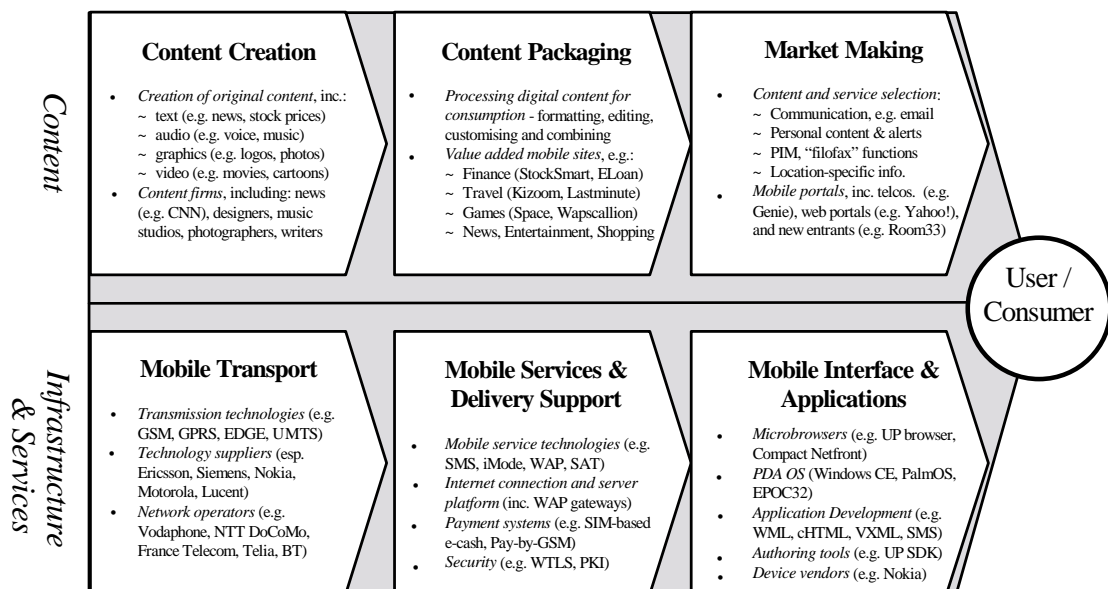 Content
Content Creation
• Creation of original content, inc.:
~ text (e.g. news, stock prices)
~ audio (e.g. voice, music)
~ graphics (e.g. logos, photos)
~ video (e.g. movies, cartoons)
• Content firms, including: news
(e.g. CNN), designers, music
studios, photographers, writers
Content Packaging
• Processing digital content for
consumption - formatting, editing,
customising and combining
• Value added mobile sites, e.g.:
~ Finance (StockSmart, ELoan)
~ Travel (Kizoom, Lastminute)
~ Games (Space, Wapscallion)
~ News, Entertainment, Shopping
Market Making
• Content and service selection:
~ Communication, e.g. email
~ Personal content & alerts
~ PIM, “filofax” functions
~ Location-specific info.
• Mobile portals, inc. telcos. (e.g.
Genie), web portals (e.g. Yahoo!),
and new entrants (e.g. Room33)
User /
Consumer
Infrastructure
& Services
Mobile Transport
• Transmission technologies (e.g.
GSM, GPRS, EDGE, UMTS)
• Technology suppliers (esp.
Ericsson, Siemens, Nokia,
Motorola, Lucent)
• Network operators (e.g.
Vodaphone, NTT DoCoMo,
France Telecom, Telia, BT)
Mobile Services &
Delivery Support
• Mobile service technologies (e.g.
SMS, iMode, WAP, SAT)
• Internet connection and server
platform (inc. WAP gateways)
• Payment systems (e.g. SIM-based
e-cash, Pay-by-GSM)
• Security (e.g. WTLS, PKI)
Mobile Interface &
Applications
• Microbrowsers (e.g. UP browser,
Compact Netfront)
• PDA OS (Windows CE, PalmOS,
EPOC32)
• Application Development (e.g.
WML, cHTML, VXML, SMS)
• Authoring tools (e.g. UP SDK)
• Device vendors (e.g. Nokia)